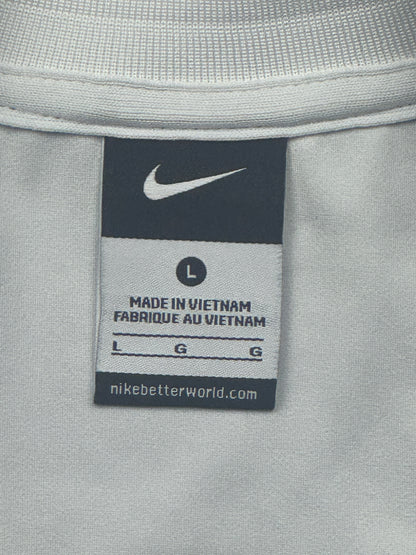 L
MADE IN VIETNAM
FABRIQUE AU VIETNAM
L G G
nikebetterworld.com